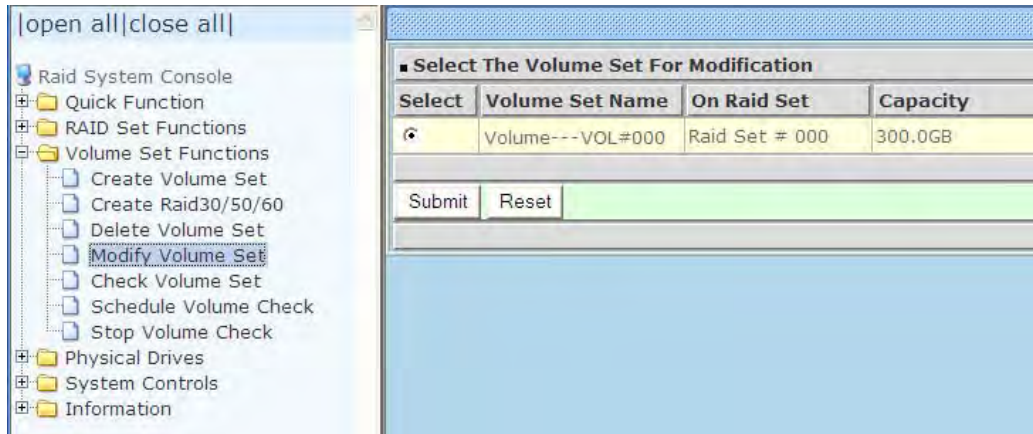 |open all|close all|
Raid System Console
Quick Function
RAID Set Functions
Volume Set Functions
Create Volume Set
Create Raid30/50/60
Delete Volume Set
Modify Volume Set
Check Volume Set
Schedule Volume Check
Stop Volume Check
Physical Drives
System Controls
Information
Select The Volume Set For Modification
Select Volume Set Name On Raid Set Capacity
Volume---VOL#000 Raid Set # 000 300.0GB
Submit Reset